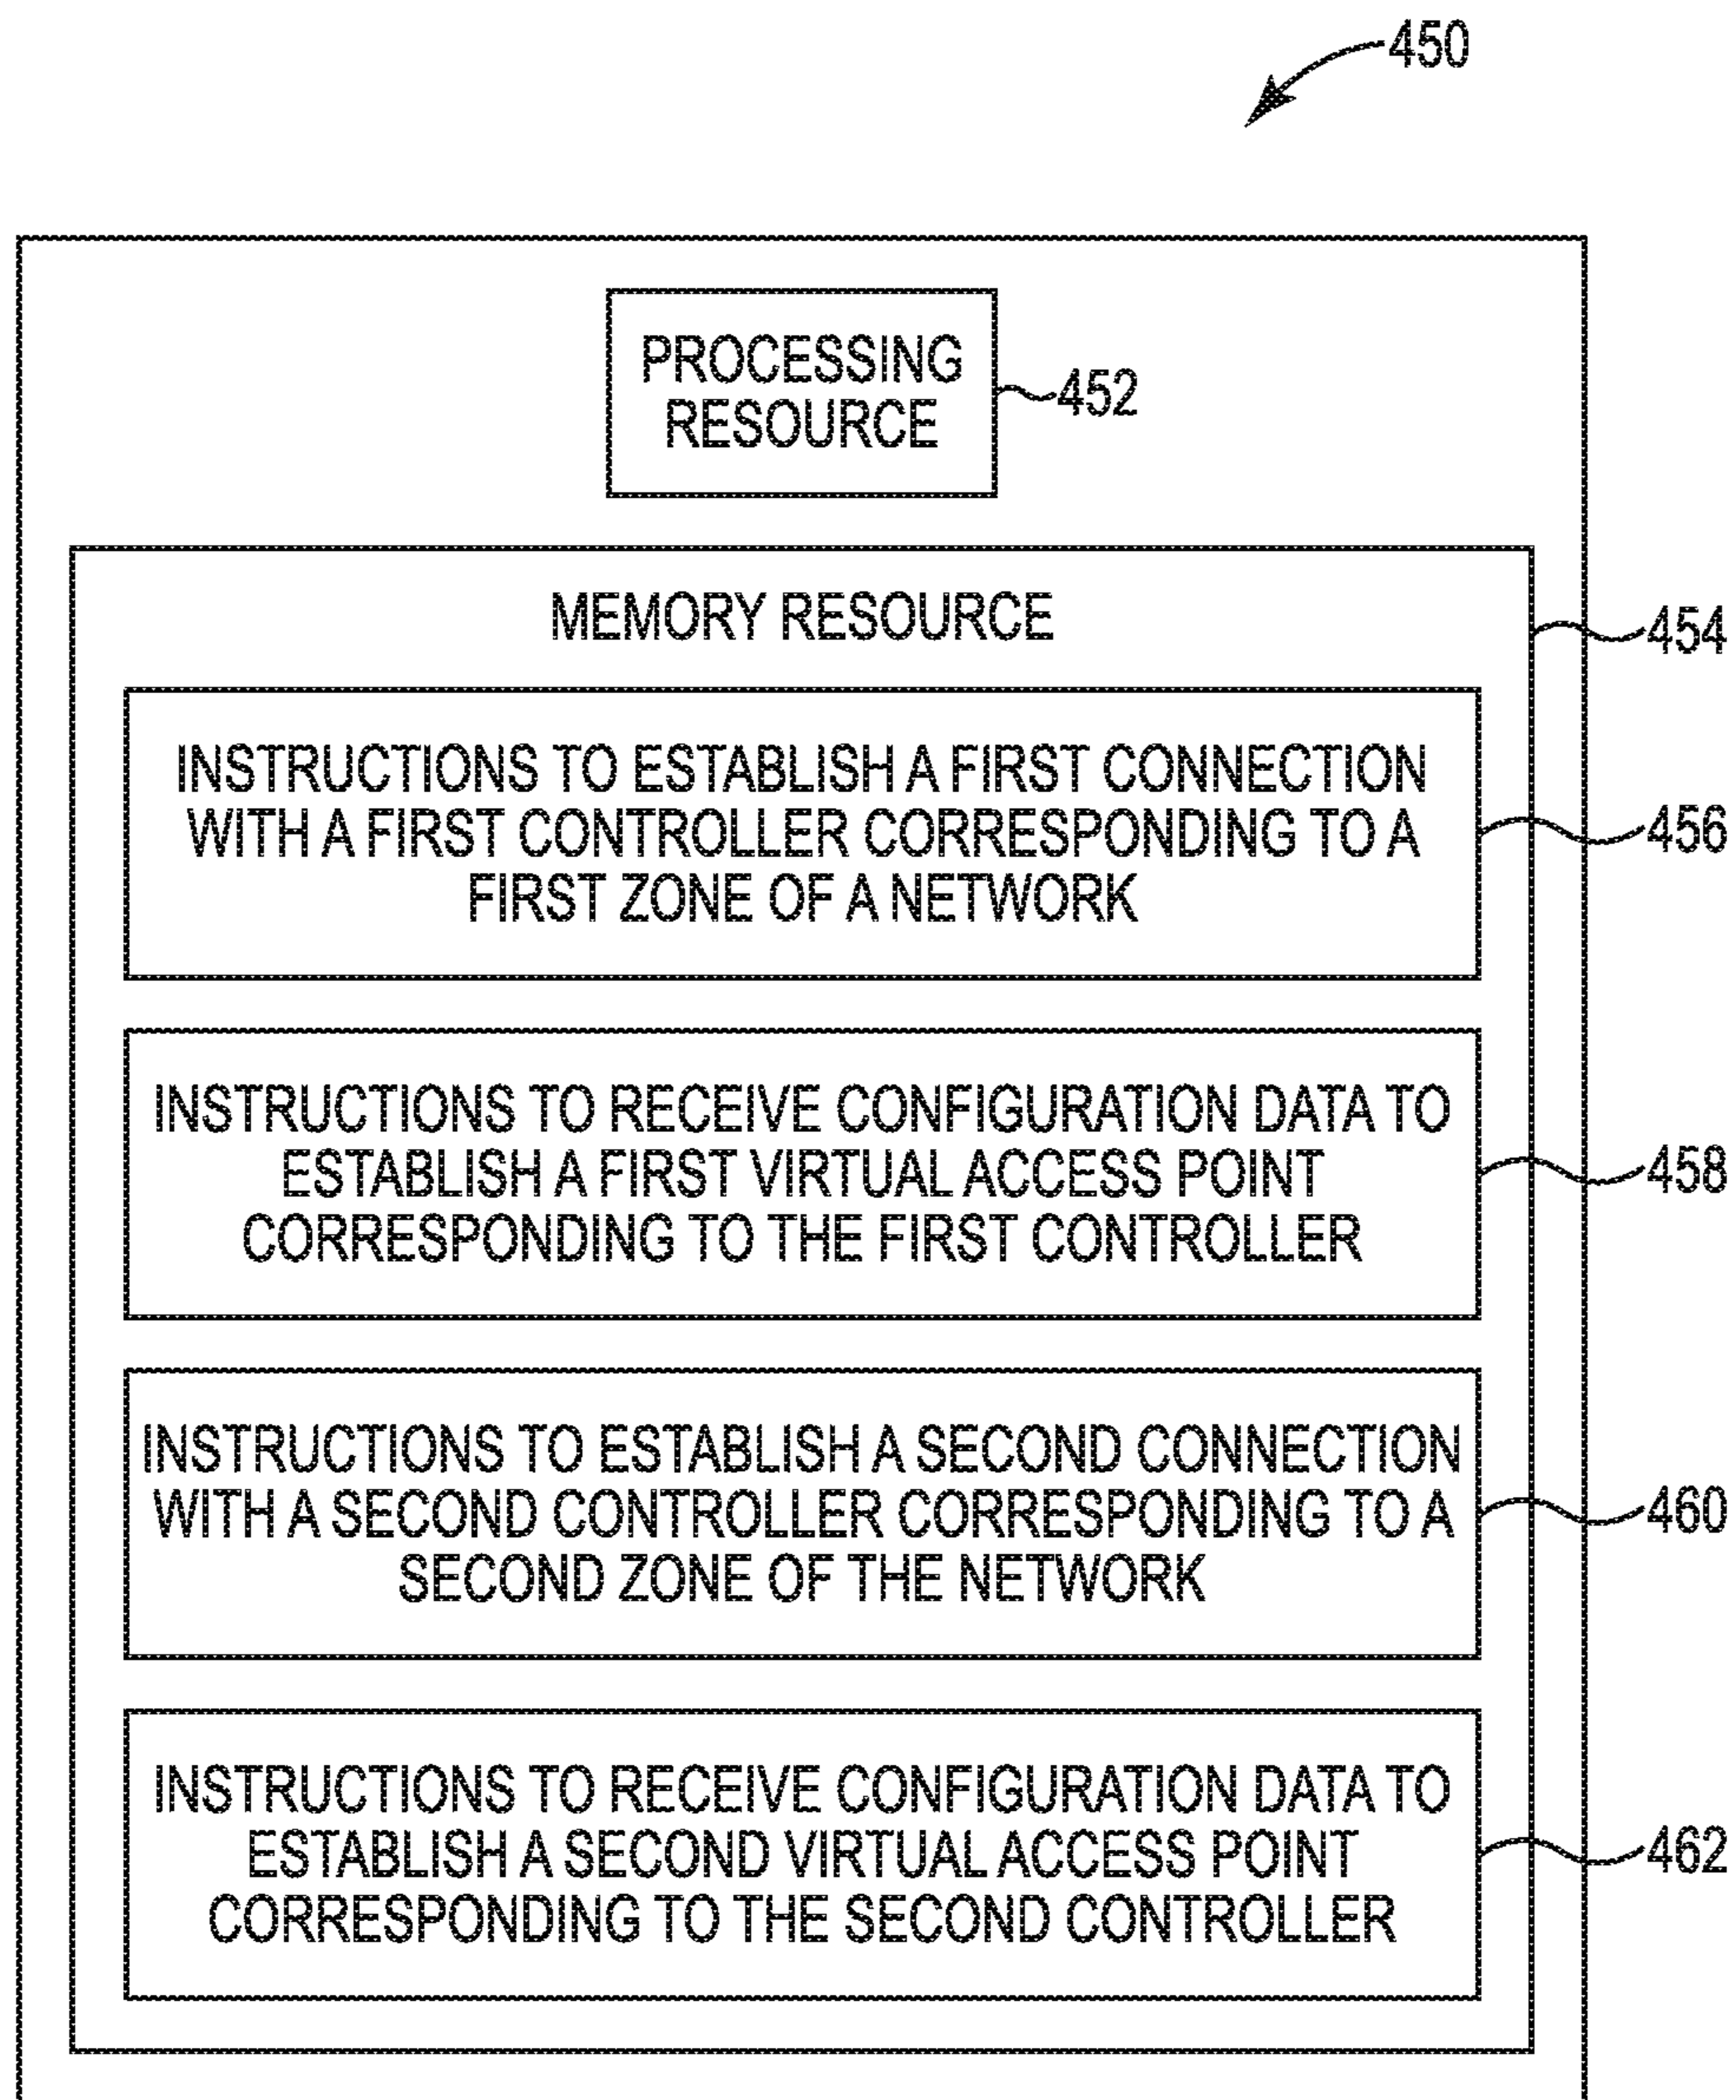 450
PROCESSING
RESOURCE
452
MEMORY RESOURCE
454
INSTRUCTIONS TO ESTABLISH A FIRST CONNECTION
WITH A FIRST CONTROLLER CORRESPONDING TO A
FIRST ZONE OF A NETWORK
456
INSTRUCTIONS TO RECEIVE CONFIGURATION DATA TO
ESTABLISH A FIRST VIRTUAL ACCESS POINT
CORRESPONDING TO THE FIRST CONTROLLER
458
INSTRUCTIONS TO ESTABLISH A SECOND CONNECTION
WITH A SECOND CONTROLLER CORRESPONDING TO A
SECOND ZONE OF THE NETWORK
460
INSTRUCTIONS TO RECEIVE CONFIGURATION DATA TO
ESTABLISH A SECOND VIRTUAL ACCESS POINT
CORRESPONDING TO THE SECOND CONTROLLER
462